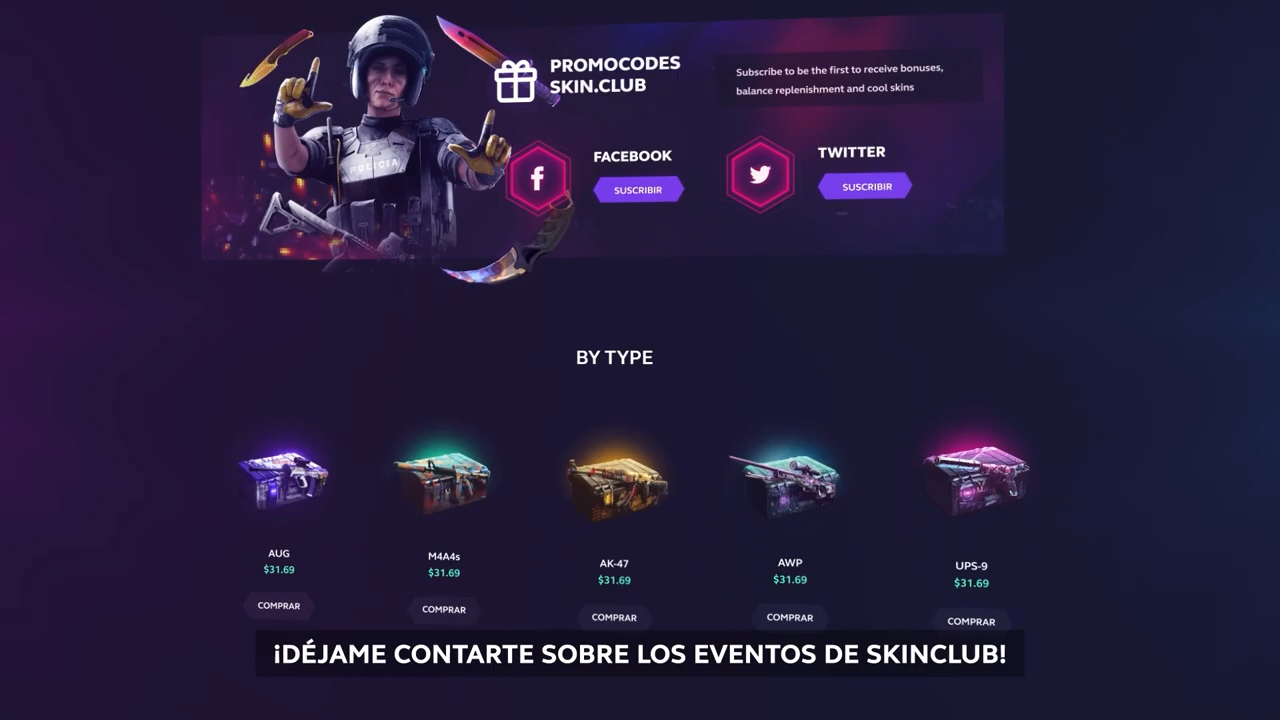 PROMOCODES
SKIN.CLUB
Subscribe to be the first to receive bonuses,
balance replenishment and cool skins
FACEBOOK
SUSCRIBIR
TWITTER
SUSCRIBIR
POLICIA
BY TYPE
AUG
$31.69
COMPRAR
M4A4s
$31.69
COMPRAR
AK-47
$31.69
COMPRAR
AWP
$31.69
COMPRAR
UPS-9
$31.69
COMPRAR
¡DÉJAME CONTARTE SOBRE LOS EVENTOS DE SKINCLUB!